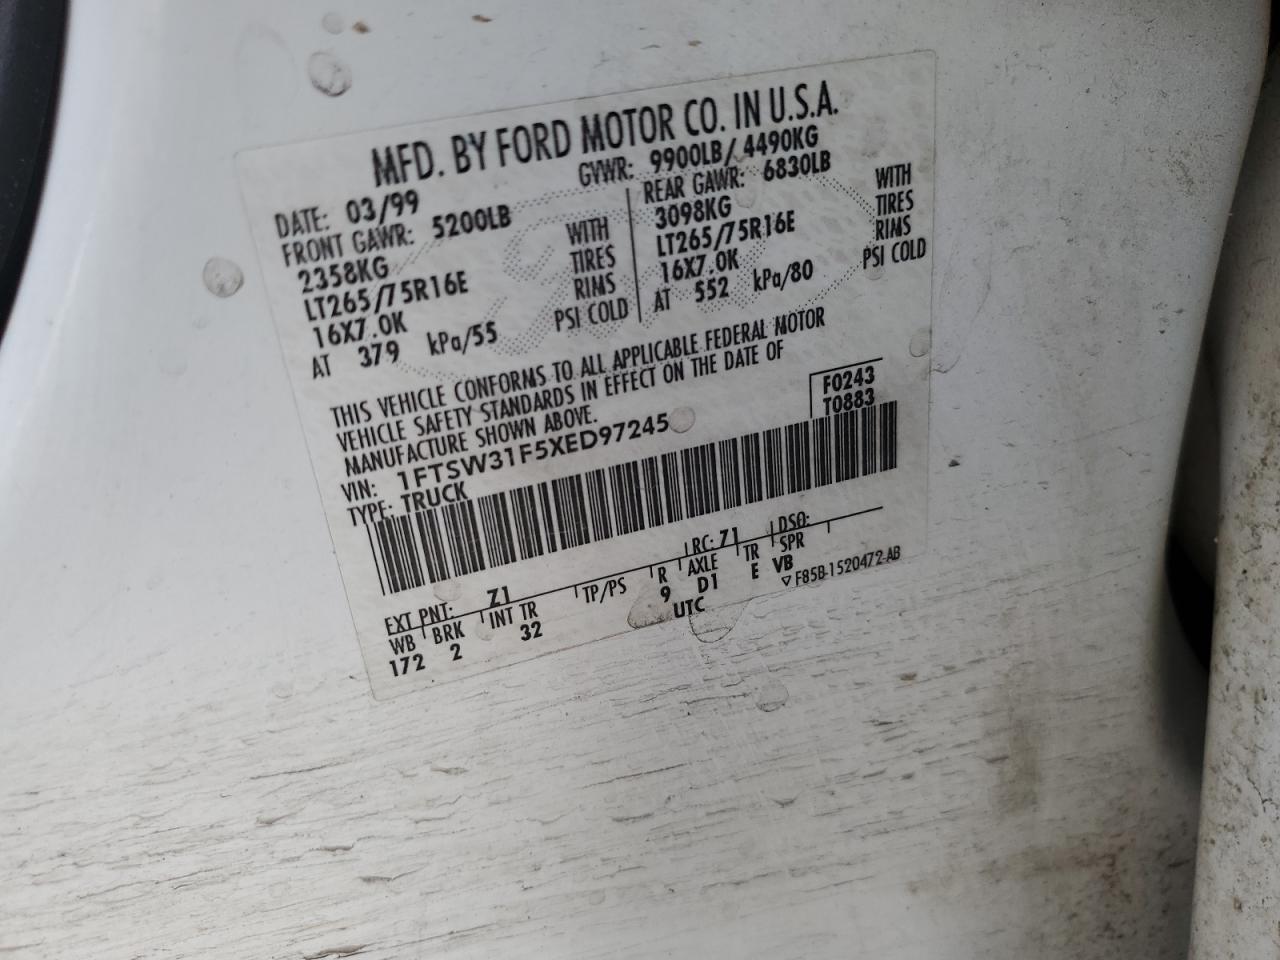 MFD. BY FORD MOTOR CO. IN U.S.A.
DATE: 03/99 GVWR: 9900LB/ 4490KG
FRONT GAWR: 5200LB REAR GAWR: 6830LB
2358KG WITH 3098KG WITH
LT265/75R16E TIRES LT265/75R16E TIRES
16X7.0K RIMS 16X7.0K RIMS
AT 379 kPa/55 PSI COLD AT 552 kPa/80 PSI COLD
THIS VEHICLE CONFORMS TO ALL APPLICABLE FEDERAL MOTOR
VEHICLE SAFETY STANDARDS IN EFFECT ON THE DATE OF
MANUFACTURE SHOWN ABOVE.
F0243
VIN: 1FTSW31F5XED97245 T0883
TYPE: TRUCK
EXT PNT: Z1 RC: Z1 DSO:
WB BRK INT TR TP/PS R AXLE TR SPR
172 2 32 9 D1 E VB
UTC ▽ F85B-1520472-AB